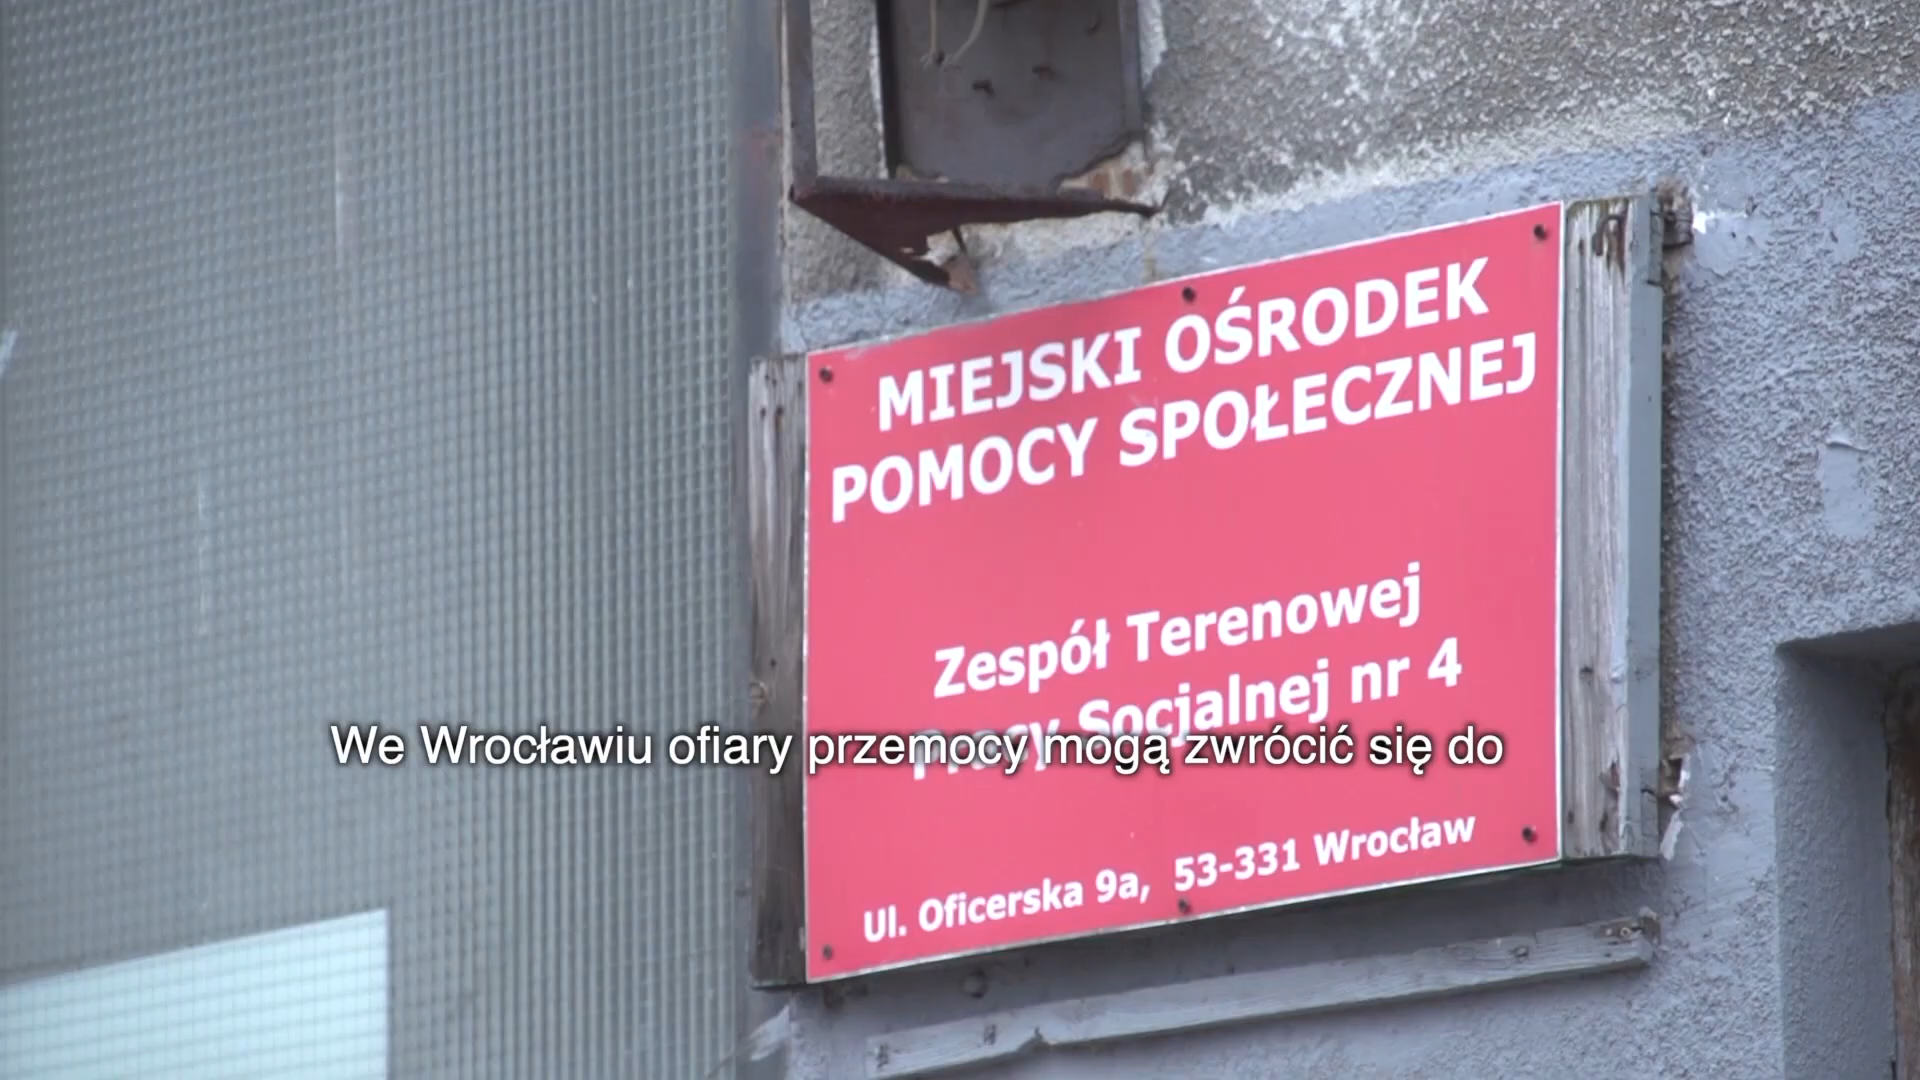 MIEJSKI OŚRODEK
POMOCY SPOŁECZNEJ
Zespół Terenowej
Pracy Socjalnej nr 4
We Wrocławiu ofiary przemocy mogą zwrócić się do
Ul. Oficerska 9a, 53-331 Wrocław